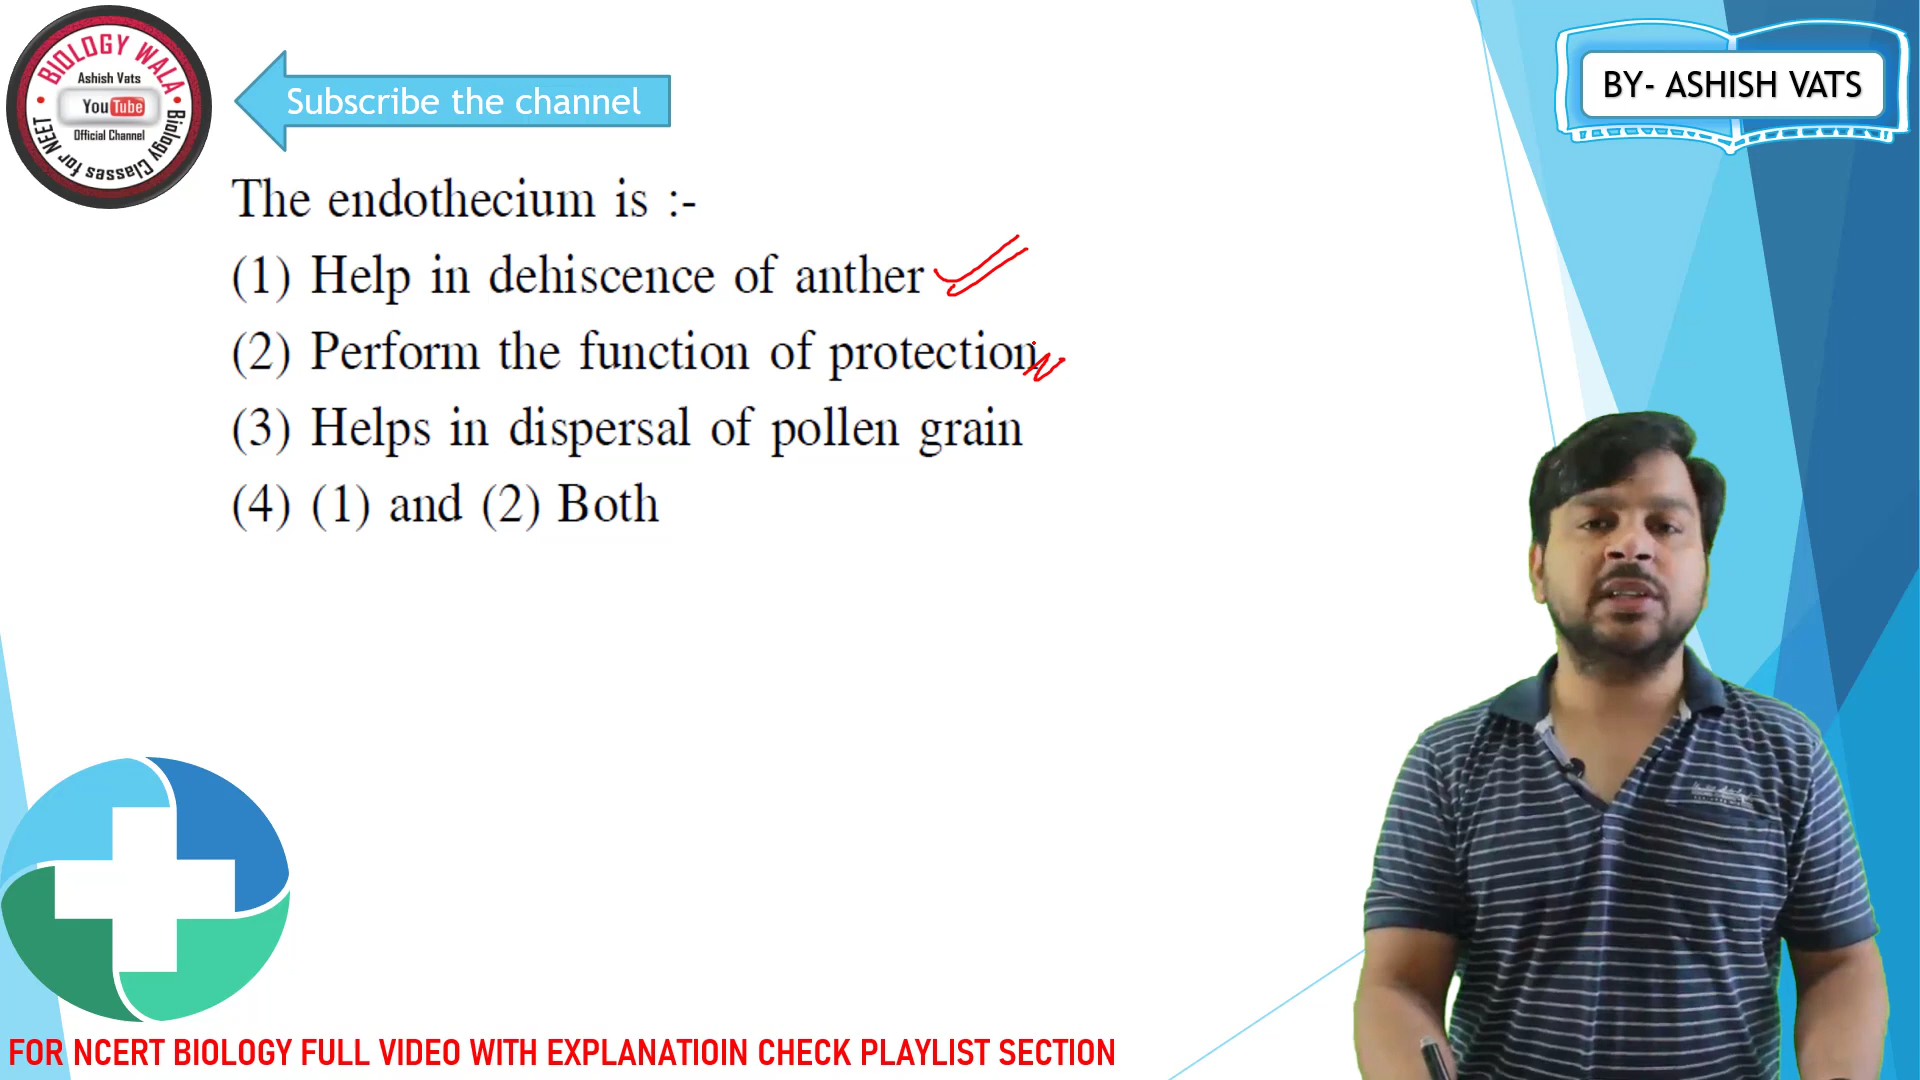 BIOLOGY WALA
Ashish Vats
YouTube
Official Channel
Biology Classes for NEET
Subscribe the channel
BY- ASHISH VATS
The endothecium is :-
(1) Help in dehiscence of anther
(2) Perform the function of protection
(3) Helps in dispersal of pollen grain
(4) (1) and (2) Both
FOR NCERT BIOLOGY FULL VIDEO WITH EXPLANATIOIN CHECK PLAYLIST SECTION